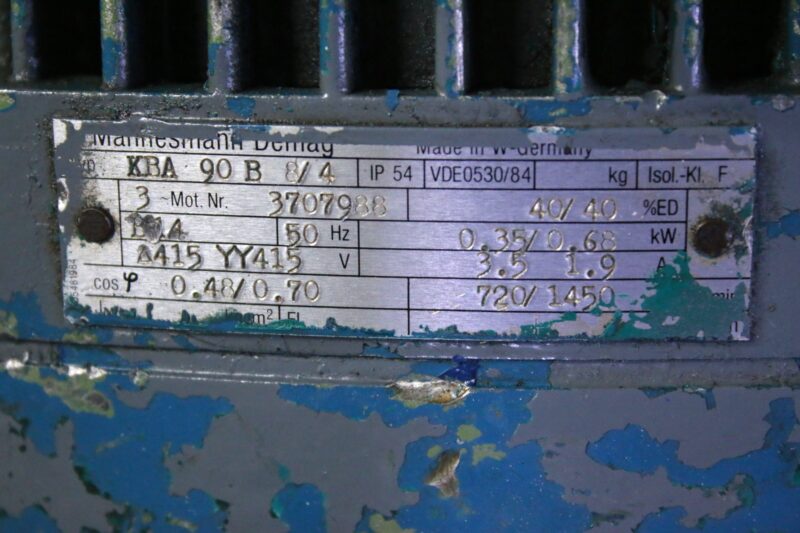 Mannesmann Demag Made in W-Germany
KBA 90 B 8/4 IP 54 VDE0530/84 kg Isol.-Kl. F
3 ~Mot. Nr. 3707988 40/40 %ED
50 Hz 0.35/0.68 kW
415 YY415 V 3.5 1.9 A
cos φ 0.48/0.70 720/1450